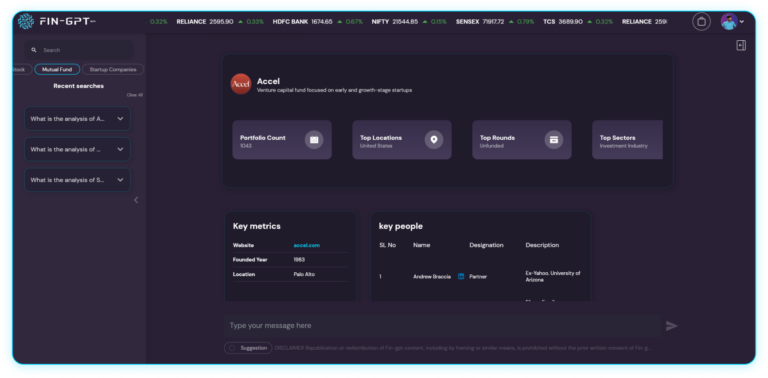 FIN-GPT
0.32% RELIANCE 2595.90 ▲ 0.33% HDFC BANK 1674.65 ▲ 0.67% NIFTY 21544.85 ▲ 0.15% SENSEX 71917.72 ▲ 0.79% TCS 3689.90 ▲ 0.32% RELIANCE 259
Search
Mutual Fund Startup Companies
Recent searches
Clear All
What is the analysis of A...
What is the analysis of ...
What is the analysis of S...
Accel
Accel
Venture capital fund focused on early and growth-stage startups
Portfolio Count
1043
Top Locations
United States
Top Rounds
Unfunded
Top Sectors
Investment Industry
Key metrics
Website accel.com
Founded Year 1983
Location Palo Alto
key people
SL No Name Designation Description
1 Andrew Braccia Partner Ex-Yahoo. University of
Arizona
Type your message here
Suggestion
DISCLAIMER Republication or redistribution of Fin-gpt content, including by framing or similar means, is prohibited without the prior written consent of Fin-g...